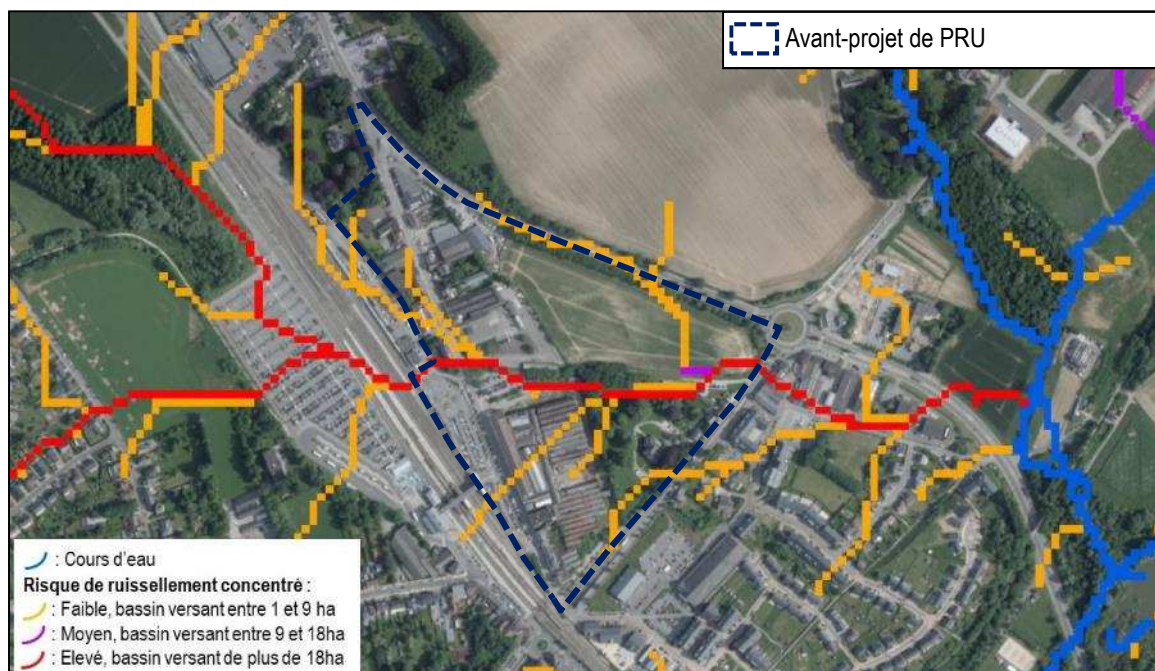 Avant-projet de PRU
: Cours d'eau
Risque de ruissellement concentré :
: Faible, bassin versant entre 1 et 9 ha
: Moyen, bassin versant entre 9 et 18ha
: Elevé, bassin versant de plus de 18ha